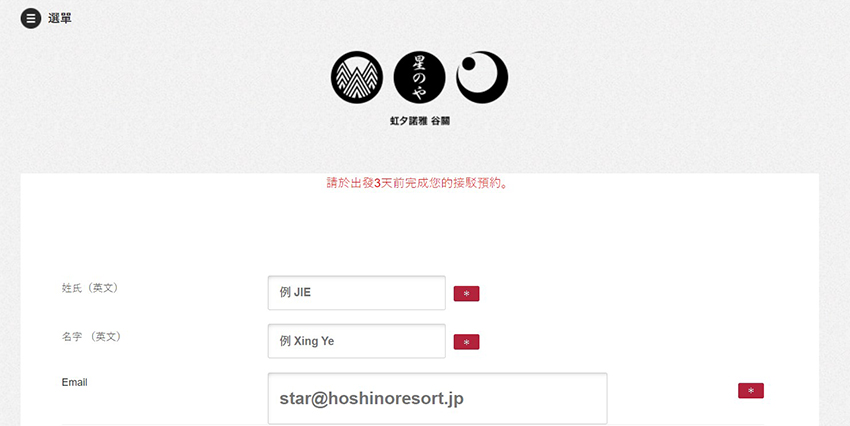 選單
星のや
虹夕諾雅 谷關
請於出發3天前完成您的接駁預約。
姓氏（英文）
例 JIE
*
名字 （英文）
例 Xing Ye
*
Email
star@hoshinoresort.jp
*